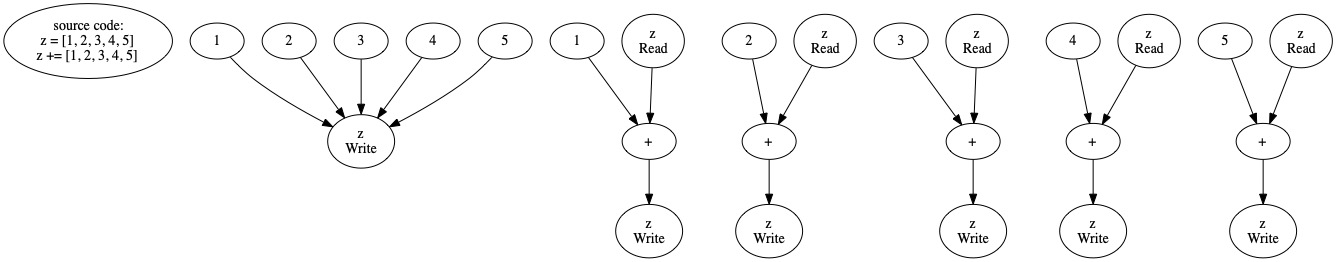 source code:
z = [1, 2, 3, 4, 5]
z += [1, 2, 3, 4, 5]
1
2
3
4
5
1
z
Read
2
z
Read
3
z
Read
4
z
Read
5
z
Read
z
Write
+
+
+
+
+
z
Write
z
Write
z
Write
z
Write
z
Write